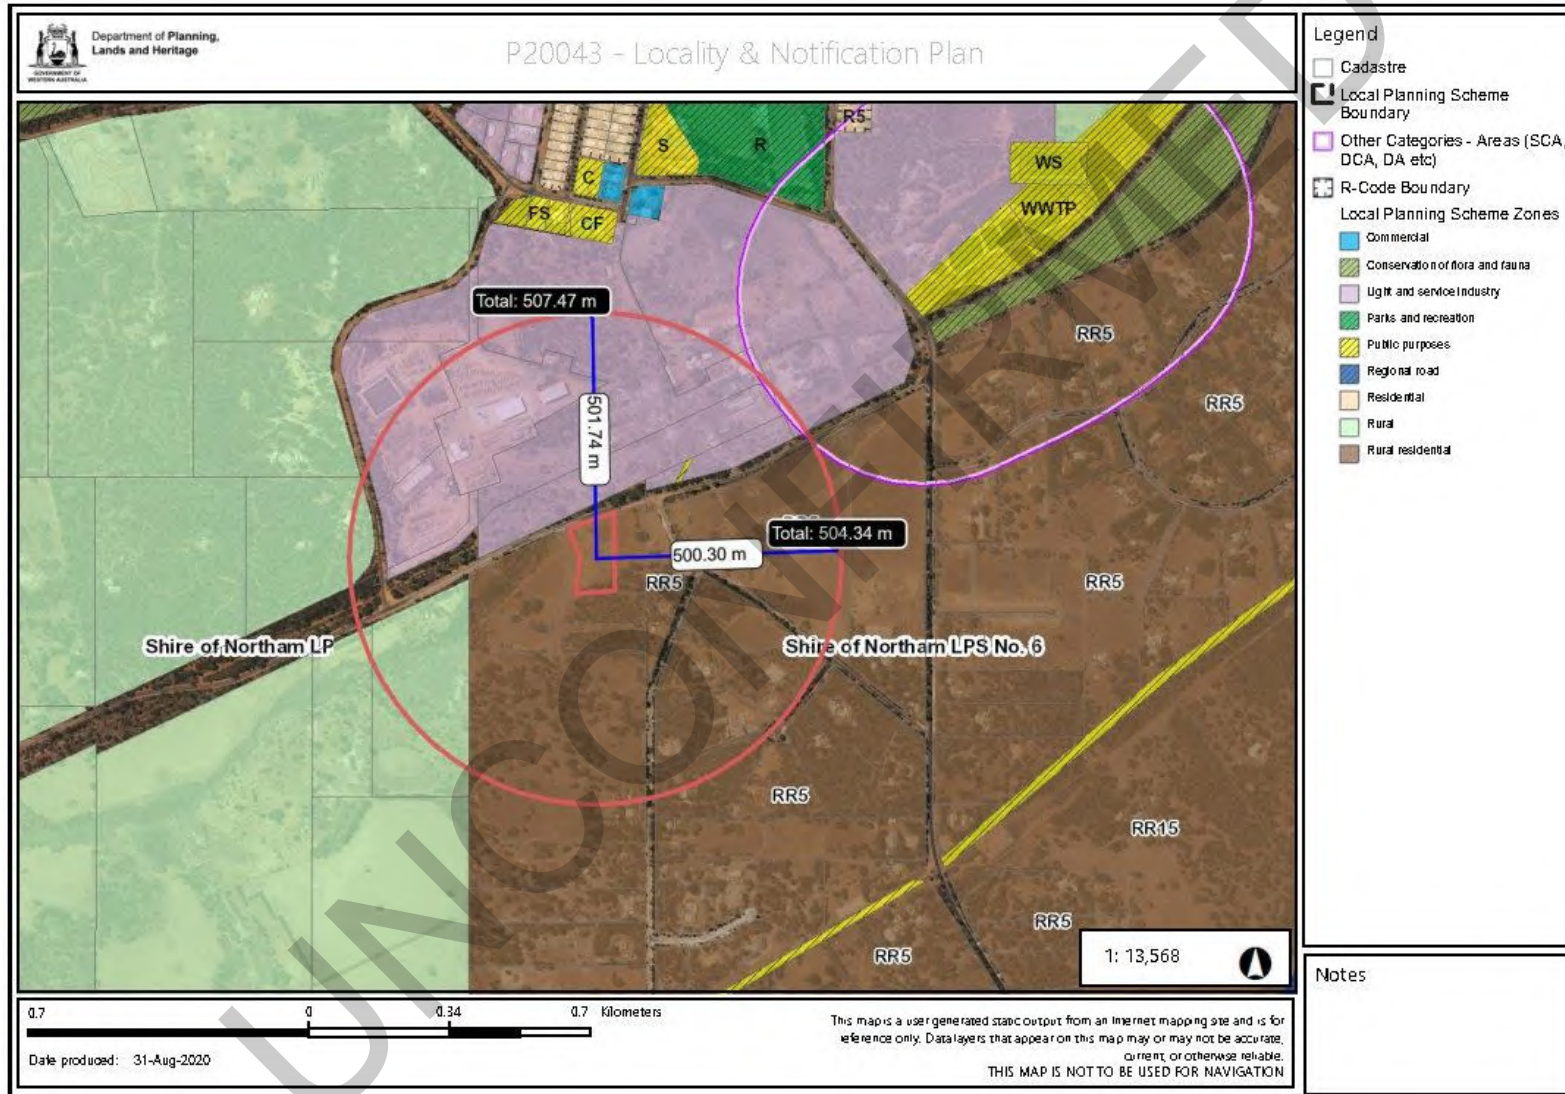 Department of Planning,
Lands and Heritage
GOVERNMENT OF
WESTERN AUSTRALIA
P20043 - Locality & Notification Plan
Legend
Cadastre
Local Planning Scheme
Boundary
Other Categories - Areas (SCA,
DCA, DA etc)
R-Code Boundary
Local Planning Scheme Zones
Commercial
Conservation of flora and fauna
Light and service industry
Parks and recreation
Public purposes
Regional road
Residential
Rural
Rural residential
R5
S
R
WS
C
WWTP
FS
CF
Total: 507.47 m
RR5
RR5
501.74 m
Total: 504.34 m
500.30 m
RR5
RR5
Shire of Northam LP
Shire of Northam LPS No. 6
RR5
RR15
RR5
RR5
1: 13,568
UNCONFIRMED
Notes
0.7
0
0.34
0.7 Kilometers
Date produced: 31-Aug-2020
This map is a user generated static output from an Internet mapping site and is for
reference only. Data layers that appear on this map may or may not be accurate,
current, or otherwise reliable.
THIS MAP IS NOT TO BE USED FOR NAVIGATION